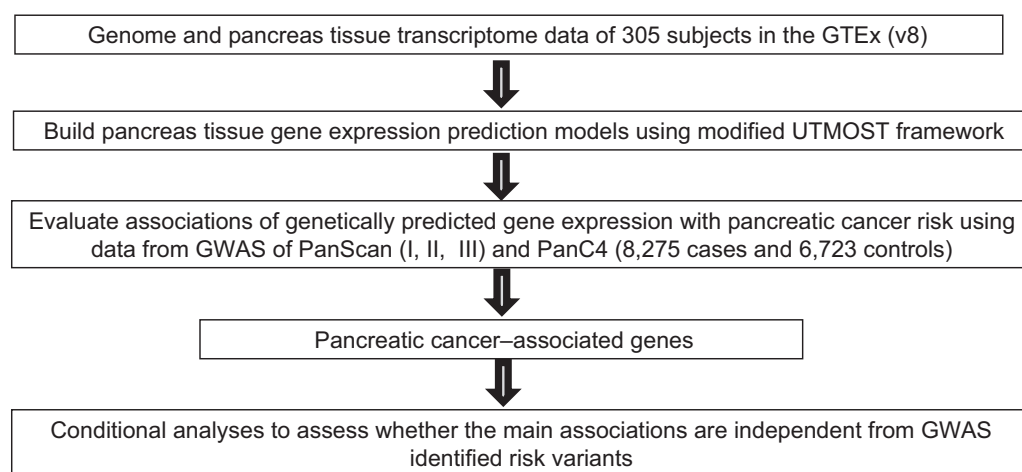 Genome and pancreas tissue transcriptome data of 305 subjects in the GTEx (v8)
Build pancreas tissue gene expression prediction models using modified UTMOST framework
Evaluate associations of genetically predicted gene expression with pancreatic cancer risk using
data from GWAS of PanScan (I, II, III) and PanC4 (8,275 cases and 6,723 controls)
Pancreatic cancer–associated genes
Conditional analyses to assess whether the main associations are independent from GWAS
identified risk variants